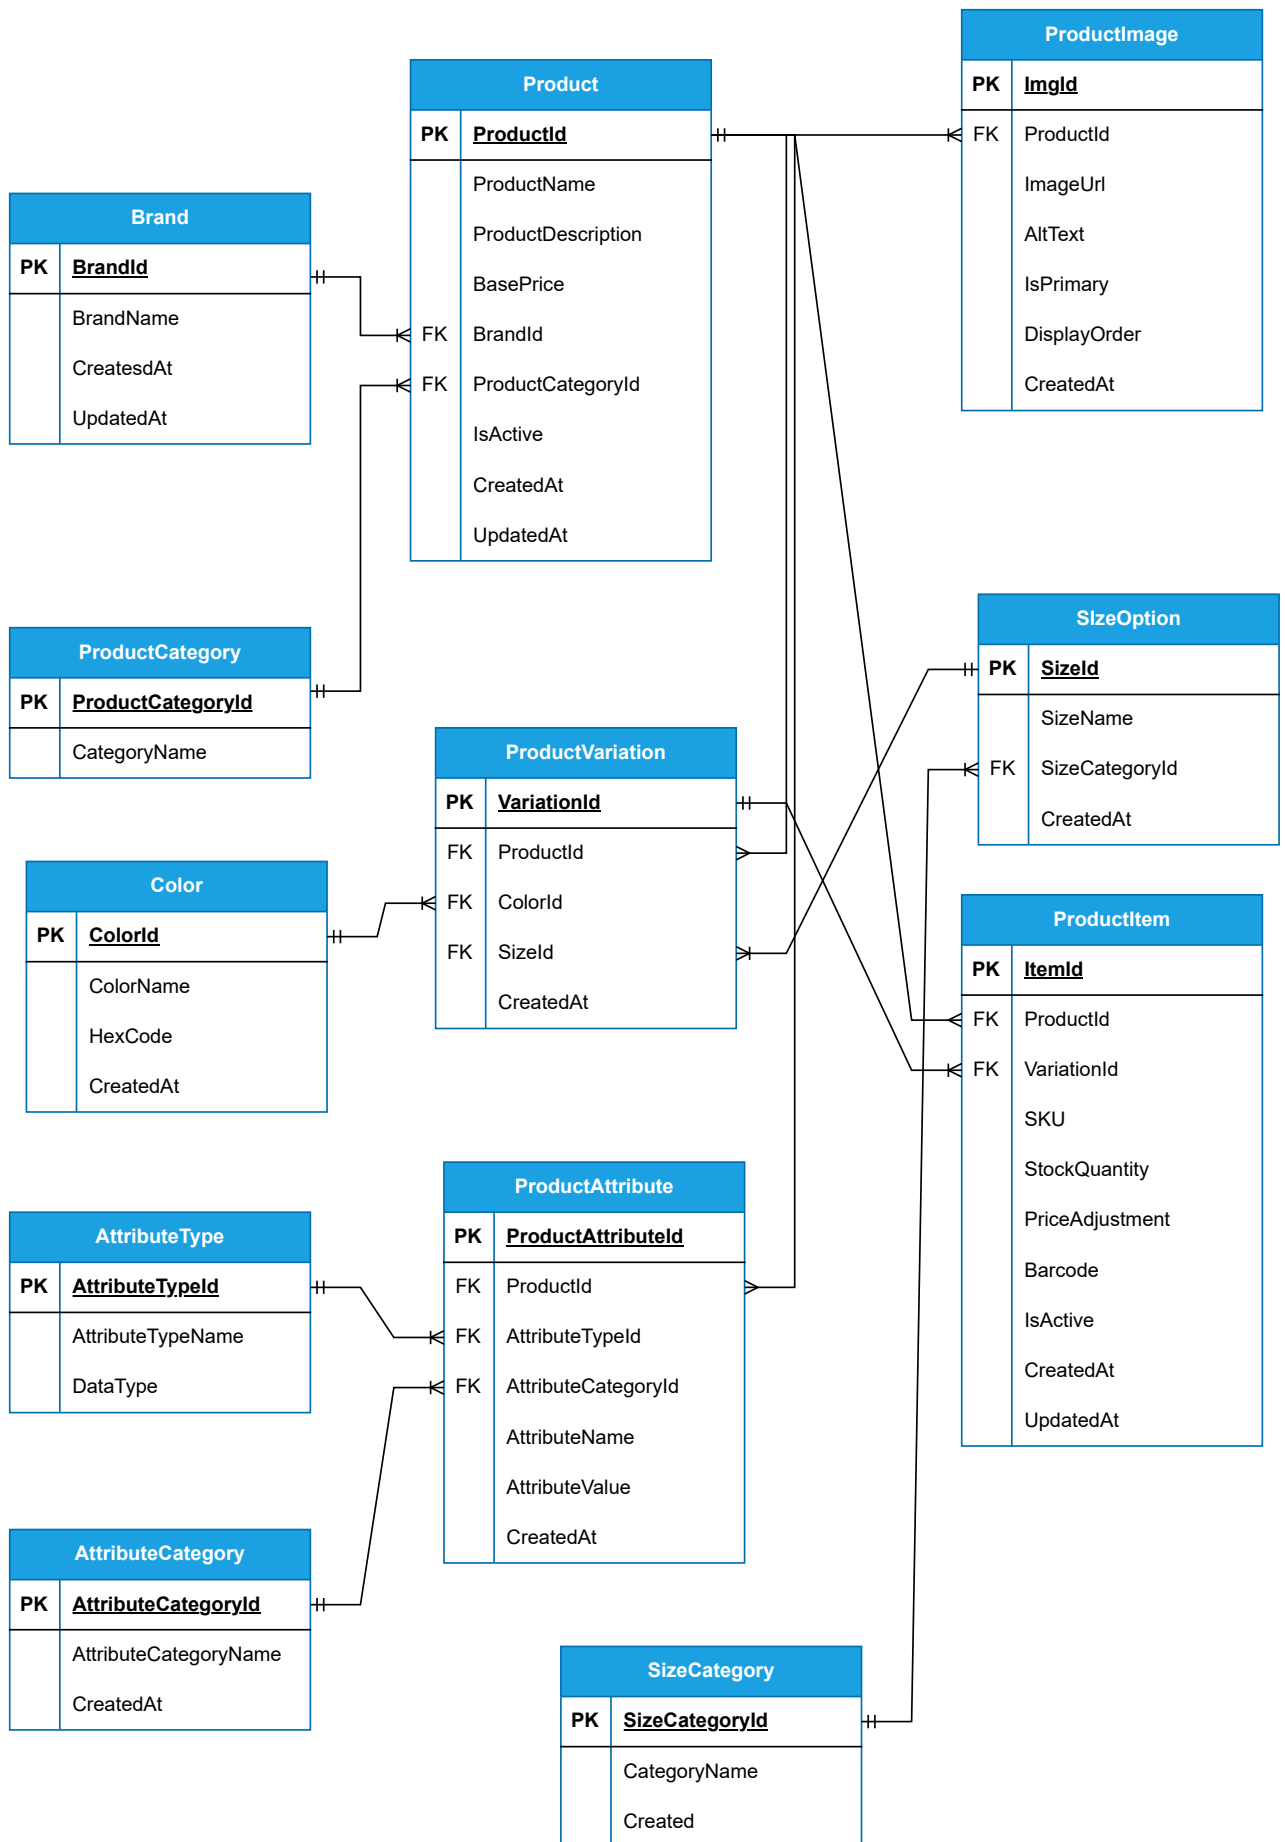 ProductImage
PK ImgId
FK ProductId
ImageUrl
AltText
IsPrimary
DisplayOrder
CreatedAt
Product
PK ProductId
ProductName
ProductDescription
BasePrice
FK BrandId
FK ProductCategoryId
IsActive
CreatedAt
UpdatedAt
Brand
PK BrandId
BrandName
CreatesdAt
UpdatedAt
ProductCategory
PK ProductCategoryId
CategoryName
SIzeOption
PK SizeId
SizeName
FK SizeCategoryId
CreatedAt
ProductVariation
PK VariationId
FK ProductId
FK ColorId
FK SizeId
CreatedAt
Color
PK ColorId
ColorName
HexCode
CreatedAt
ProductItem
PK ItemId
FK ProductId
FK VariationId
SKU
StockQuantity
PriceAdjustment
Barcode
IsActive
CreatedAt
UpdatedAt
ProductAttribute
PK ProductAttributeId
FK ProductId
FK AttributeTypeId
FK AttributeCategoryId
AttributeName
AttributeValue
CreatedAt
AttributeType
PK AttributeTypeId
AttributeTypeName
DataType
AttributeCategory
PK AttributeCategoryId
AttributeCategoryName
CreatedAt
SizeCategory
PK SizeCategoryId
CategoryName
Created